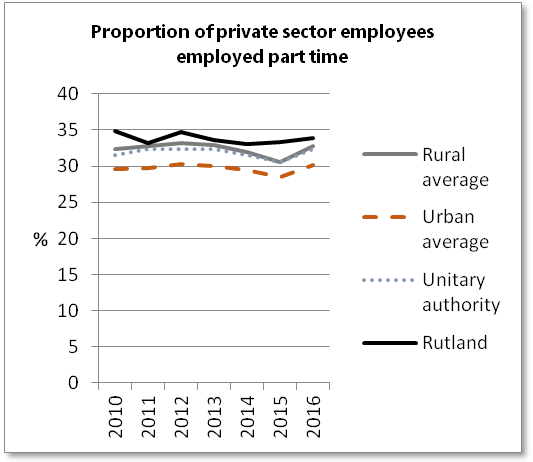 Proportion of private sector employees
employed part time
40
35
30
25
20
15
10
5
0
%
2010
2011
2012
2013
2014
2015
2016
Rural
average
Urban
average
Unitary
authority
Rutland